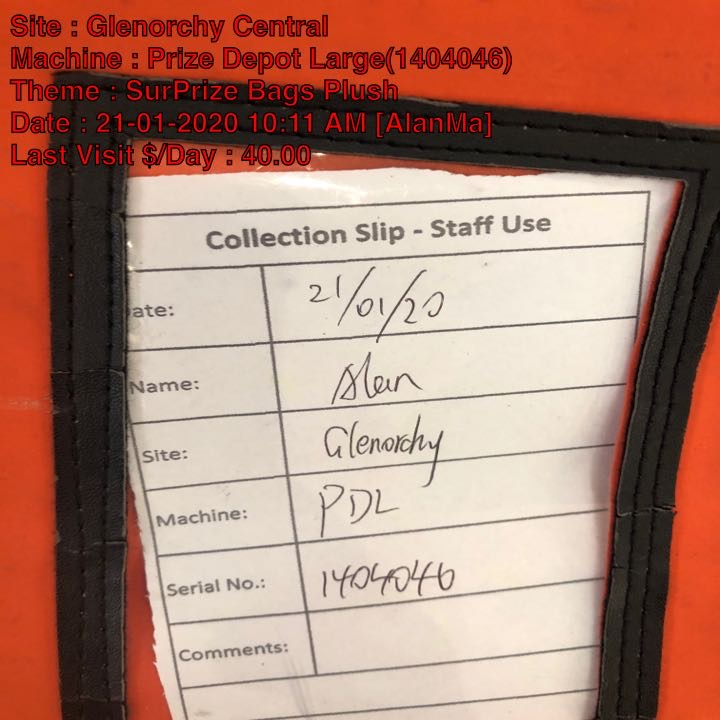 Site : Glenorchy Central
Machine : Prize Depot Large(1404046)
Theme : SurPrize Bags Plush
Date : 21-01-2020 10:11 AM [AlanMa]
Last Visit $/Day : 40.00
Collection Slip - Staff Use
ate: 21/01/20
Name: Alan
Site: Glenorchy
Machine: PDL
Serial No.: 1404046
Comments: